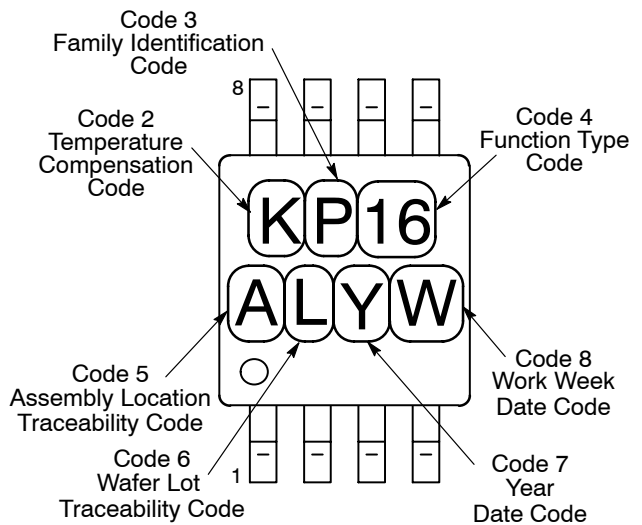 Code 3
Family Identification
Code
8
Code 2
Temperature
Compensation
Code
Code 4
Function Type
Code
KP16
ALYW
Code 5
Assembly Location
Traceability Code
Code 8
Work Week
Date Code
Code 6
Wafer Lot
Traceability Code
1
Code 7
Year
Date Code